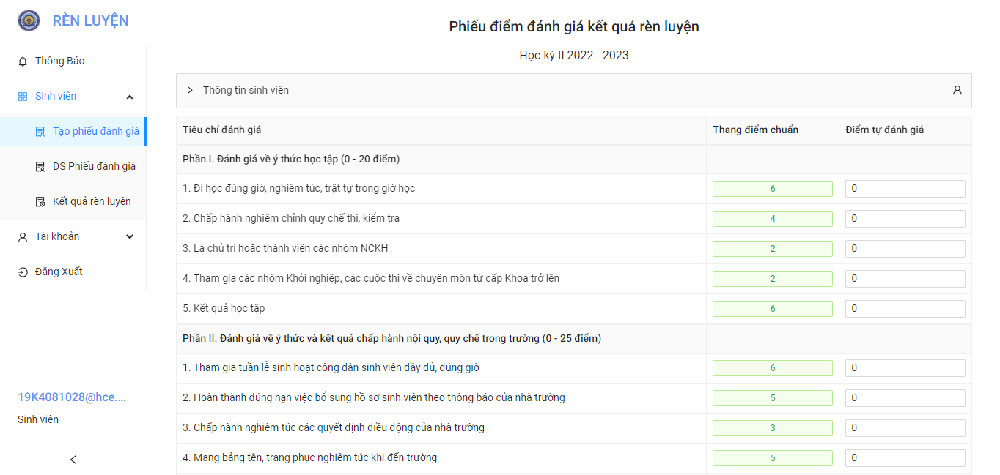 RÈN LUYỆN
Thông Báo
Sinh viên
Tạo phiếu đánh giá
DS Phiếu đánh giá
Kết quả rèn luyện
Tài khoản
Đăng Xuất
19K4081028@hce....
Sinh viên
Phiếu điểm đánh giá kết quả rèn luyện
Học kỳ II 2022 - 2023
Thông tin sinh viên
Tiêu chí đánh giá Thang điểm chuẩn Điểm tự đánh giá
Phần I. Đánh giá về ý thức học tập (0 - 20 điểm)
1. Đi học đúng giờ, nghiêm túc, trật tự trong giờ học 6 0
2. Chấp hành nghiêm chỉnh quy chế thi, kiểm tra 4 0
3. Là chủ trì hoặc thành viên các nhóm NCKH 2 0
4. Tham gia các nhóm Khởi nghiệp, các cuộc thi về chuyên môn từ cấp Khoa trở lên 2 0
5. Kết quả học tập 6 0
Phần II. Đánh giá về ý thức và kết quả chấp hành nội quy, quy chế trong trường (0 - 25 điểm)
1. Tham gia tuần lễ sinh hoạt công dân sinh viên đầy đủ, đúng giờ 6 0
2. Hoàn thành đúng hạn việc bổ sung hồ sơ sinh viên theo thông báo của nhà trường 5 0
3. Chấp hành nghiêm túc các quyết định điều động của nhà trường 3 0
4. Mang bảng tên, trang phục nghiêm túc khi đến trường 5 0